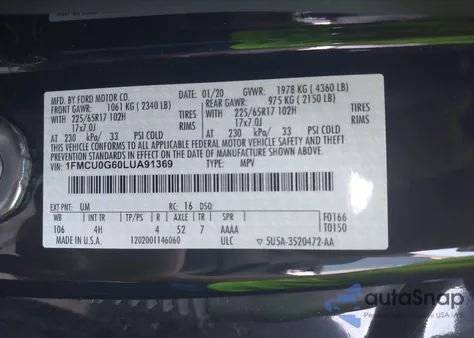 MFD. BY FORD MOTOR CO. 01/20 GVWR: 1978 KG ( 4360 LB)
FRONT GAWR: 1061 KG ( 2340 LB) REAR GAWR: 975 KG ( 2150 LB)
WITH 225/65R17 102H TIRES WITH 225/65R17 102H TIRES
17x7.0J RIMS 17x7.0J RIMS
AT 230 kPa/ 33 PSI COLD AT 230 kPa/ 33 PSI COLD
THIS VEHICLE CONFORMS TO ALL APPLICABLE FEDERAL MOTOR VEHICLE SAFETY, BUMPER, AND
THEFT PREVENTION STANDARDS IN EFFECT ON THE DATE OF MANUFACTURE SHOWN ABOVE.
VIN: 1FMCU0G60LUA91369 TYPE: MPV
EXT PNT: UM RC: 16 DSO: F0166
WB INTR TR TP/PS R AXLE TR SPR T0150
106 4H 4 52 7 AAAA
MADE IN U.S.A. 1202001146060 ULC 5U5A-3520472-AA
autoSnap